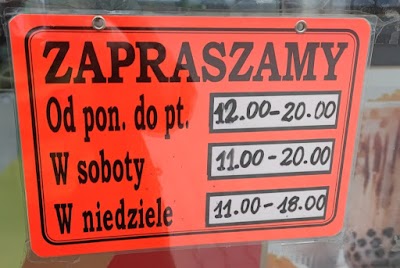 ZAPRASZAMY
Od pon. do pt. 12.00-20.00
W soboty 11.00-20.00
W niedziele 11.00-18.00